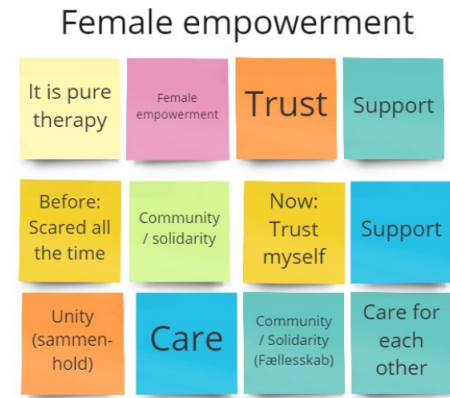 Female empowerment
It is pure
therapy
Female
empowerment
Trust
Support
Before:
Scared all
the time
Community
/ solidarity
Now:
Trust
myself
Support
Unity
(sammen-
hold)
Care
Community
/ Solidarity
(Fællesskab)
Care for
each
other